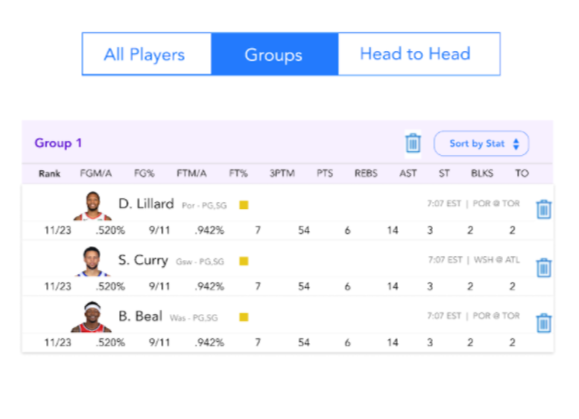 All Players Groups Head to Head
Group 1 Sort by Stat
Rank FGM/A FG% FTM/A FT% 3PTM PTS REBS AST ST BLKS TO
D. Lillard Por - PG,SG 7:07 EST | POR @ TOR
11/23 .520% 9/11 .942% 7 54 6 14 3 2 2
S. Curry Gsw - PG,SG 7:07 EST | WSH @ ATL
11/23 .520% 9/11 .942% 7 54 6 14 3 2 2
B. Beal Was - PG,SG 7:07 EST | POR @ TOR
11/23 .520% 9/11 .942% 7 54 6 14 3 2 2